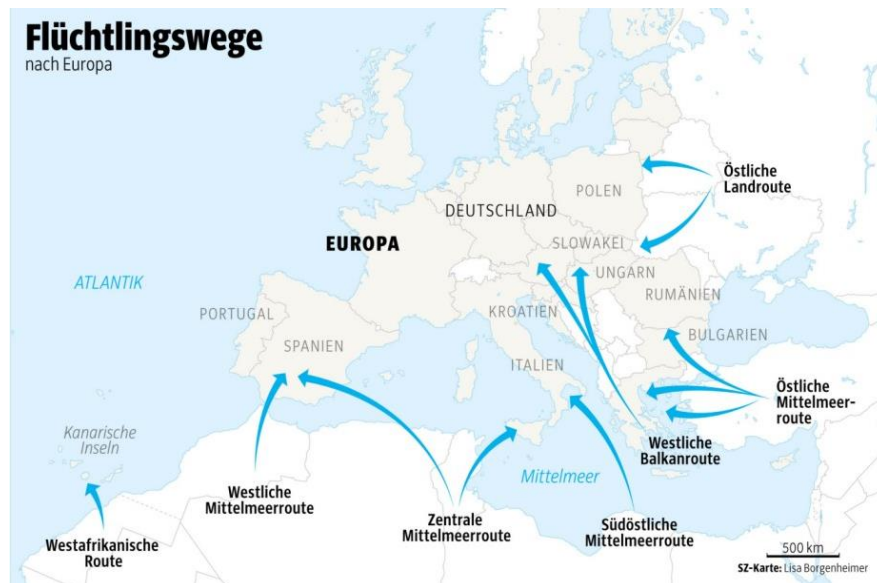 Flüchtlingswege
nach Europa
Östliche
Landroute
POLEN
DEUTSCHLAND
EUROPA
SLOWAKEI
UNGARN
ATLANTIK
RUMÄNIEN
PORTUGAL
KROATIEN
BULGARIEN
SPANIEN
ITALIEN
Östliche
Mittelmeer-
route
Kanarische
Inseln
Westliche
Balkanroute
Mittelmeer
Westliche
Mittelmeerroute
Zentrale
Mittelmeerroute
Südöstliche
Mittelmeerroute
Westafrikanische
Route
500 km
SZ-Karte: Lisa Borgenheimer